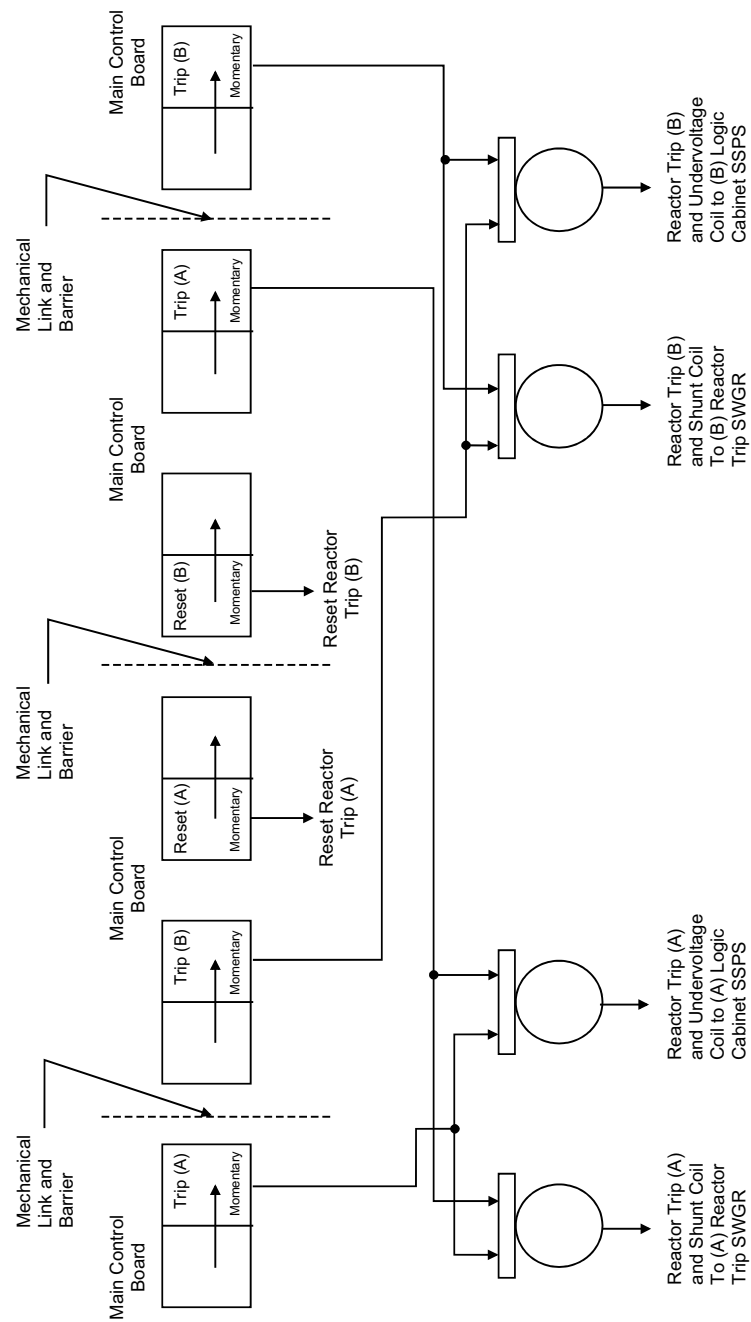 Mechanical
Link and
Barrier
Mechanical
Link and
Barrier
Mechanical
Link and
Barrier
Main Control
Board
Main Control
Board
Main Control
Board
Main Control
Board
Trip (A)
Momentary
Trip (B)
Momentary
Reset (A)
Momentary
Reset (B)
Momentary
Trip (A)
Momentary
Trip (B)
Momentary
Reset Reactor
Trip (A)
Reset Reactor
Trip (B)
Reactor Trip (A)
and Shunt Coil
To (A) Reactor
Trip SWGR
Reactor Trip (A)
and Undervoltage
Coil to (A) Logic
Cabinet SSPS
Reactor Trip (B)
and Shunt Coil
To (B) Reactor
Trip SWGR
Reactor Trip (B)
and Undervoltage
Coil to (B) Logic
Cabinet SSPS